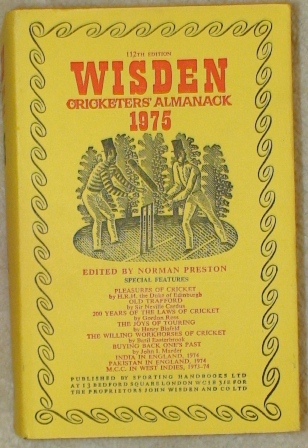 112TH EDITION
WISDEN
CRICKETERS' ALMANACK
1975
EDITED BY NORMAN PRESTON
SPECIAL FEATURES
PLEASURES OF CRICKET
by H.R.H. the Duke of Edinburgh
OLD TRAFFORD
by Sir Neville Cardus
200 YEARS OF THE LAWS OF CRICKET
by Gordon Ross
THE JOYS OF TOURING
by Henry Blofeld
THE WILLING WORKHORSES OF CRICKET
by Basil Easterbrook
BUYING BACK ONE'S PAST
by John I. Marder
INDIA IN ENGLAND, 1974
PAKISTAN IN ENGLAND, 1974
M.C.C. IN WEST INDIES, 1973-74
PUBLISHED BY SPORTING HANDBOOKS LTD
AT 13 BEDFORD SQUARE LONDON WC1B 3JE FOR
THE PROPRIETORS JOHN WISDEN AND CO LTD